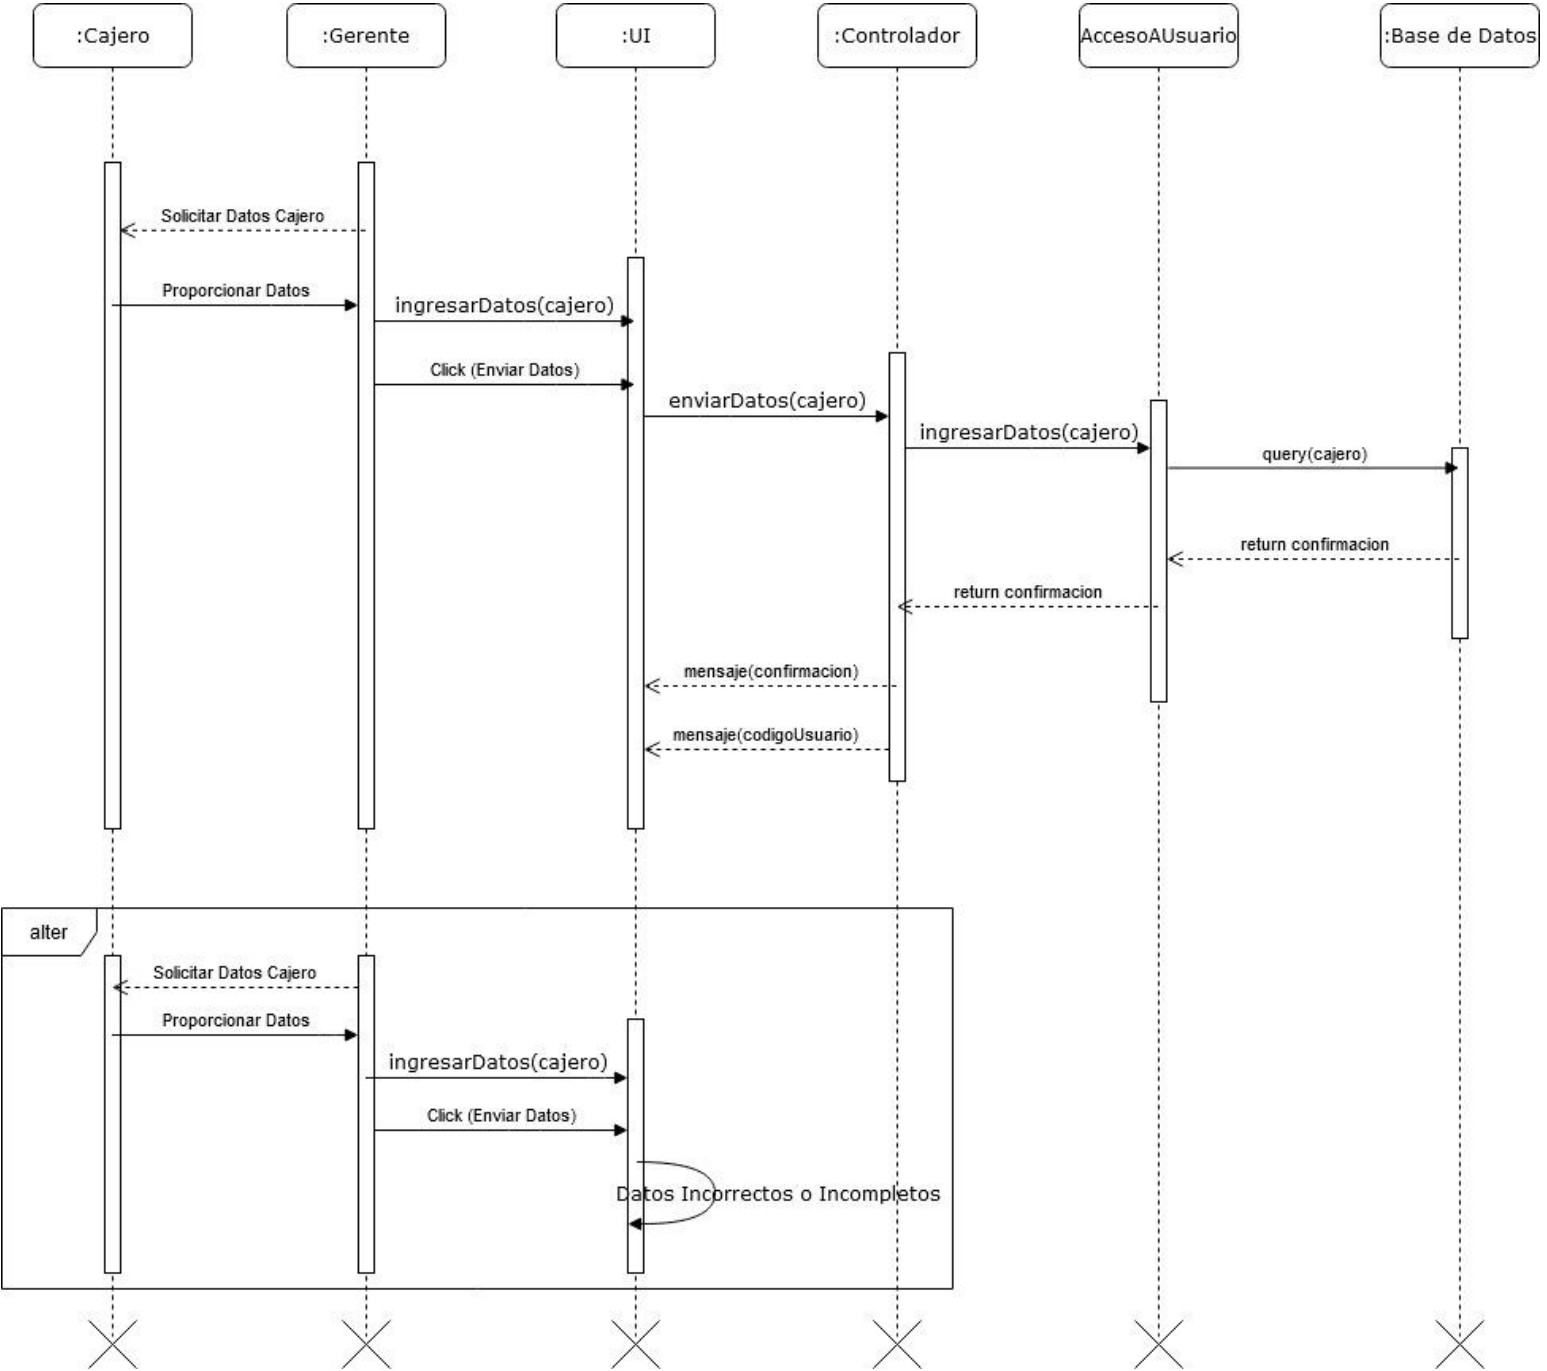 :Cajero
:Gerente
:UI
:Controlador
AccesoAUsuario
:Base de Datos
Solicitar Datos Cajero
Proporcionar Datos
ingresarDatos(cajero)
Click (Enviar Datos)
enviarDatos(cajero)
ingresarDatos(cajero)
query(cajero)
return confirmacion
return confirmacion
mensaje(confirmacion)
mensaje(codigoUsuario)
alter
Solicitar Datos Cajero
Proporcionar Datos
ingresarDatos(cajero)
Click (Enviar Datos)
Datos Incorrectos o Incompletos